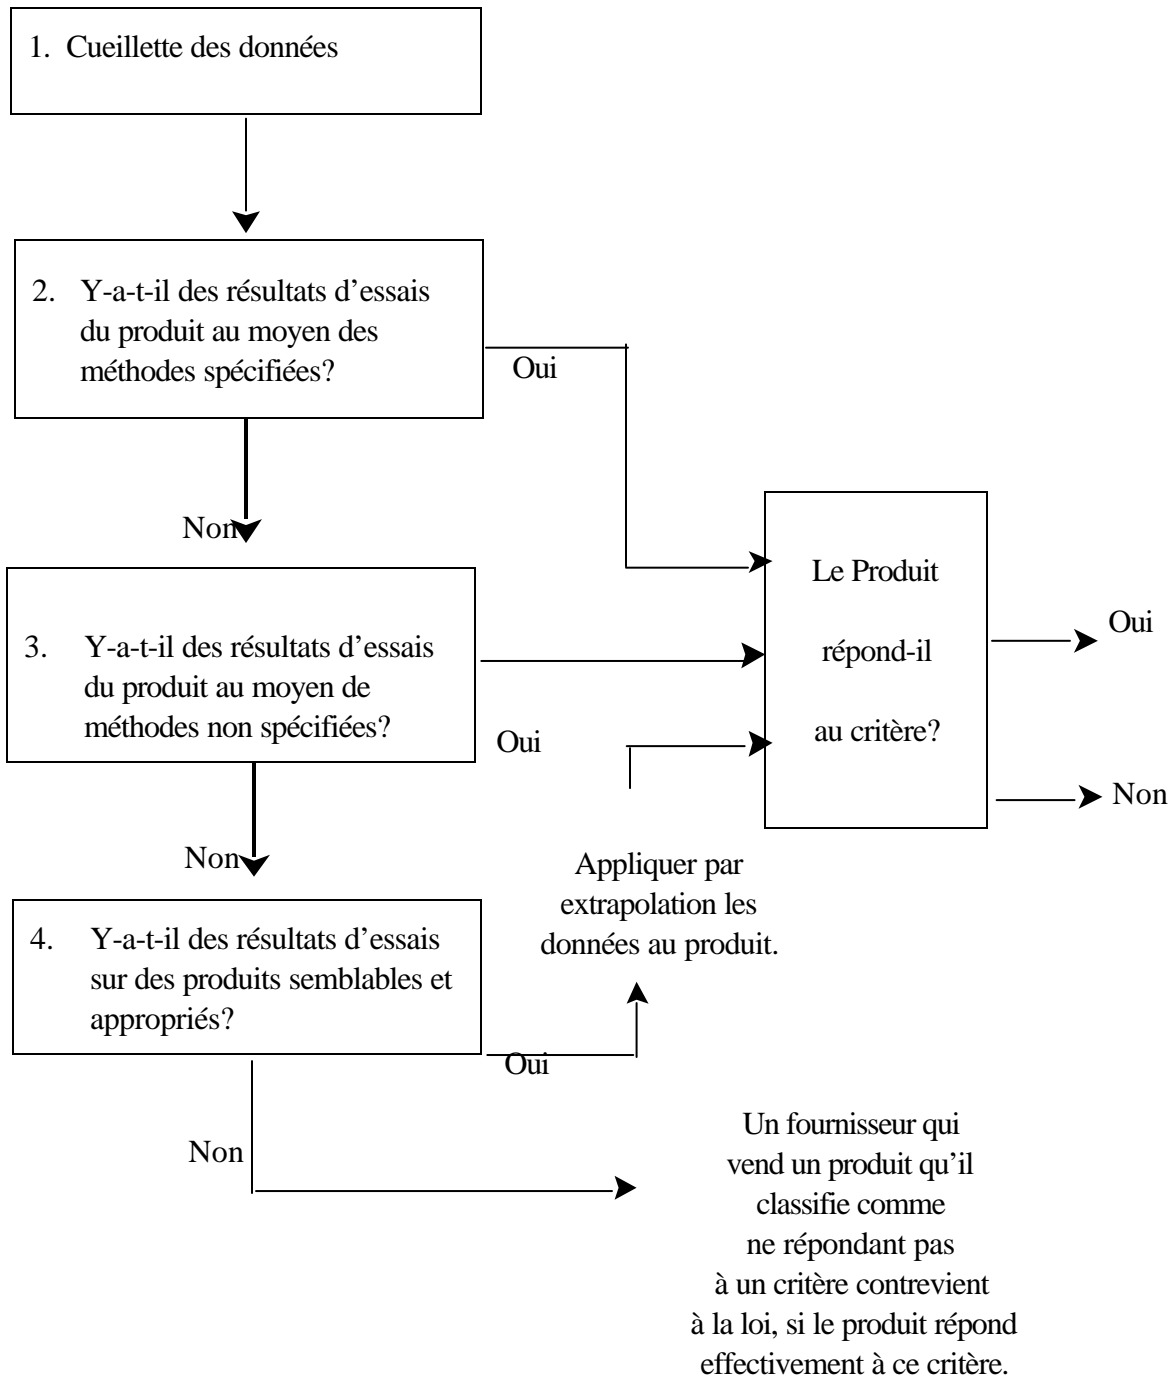 1. Cueillette des données
2. Y-a-t-il des résultats d’essais
du produit au moyen des
méthodes spécifiées?
Oui
Non
3. Y-a-t-il des résultats d’essais
du produit au moyen de
méthodes non spécifiées?
Oui
Le Produit
répond-il
au critère?
Oui
Non
Non
4. Y-a-t-il des résultats d’essais
sur des produits semblables et
appropriés?
Oui
Appliquer par
extrapolation les
données au produit.
Non
Un fournisseur qui
vend un produit qu’il
classifie comme
ne répondant pas
à un critère contrevient
à la loi, si le produit répond
effectivement à ce critère.